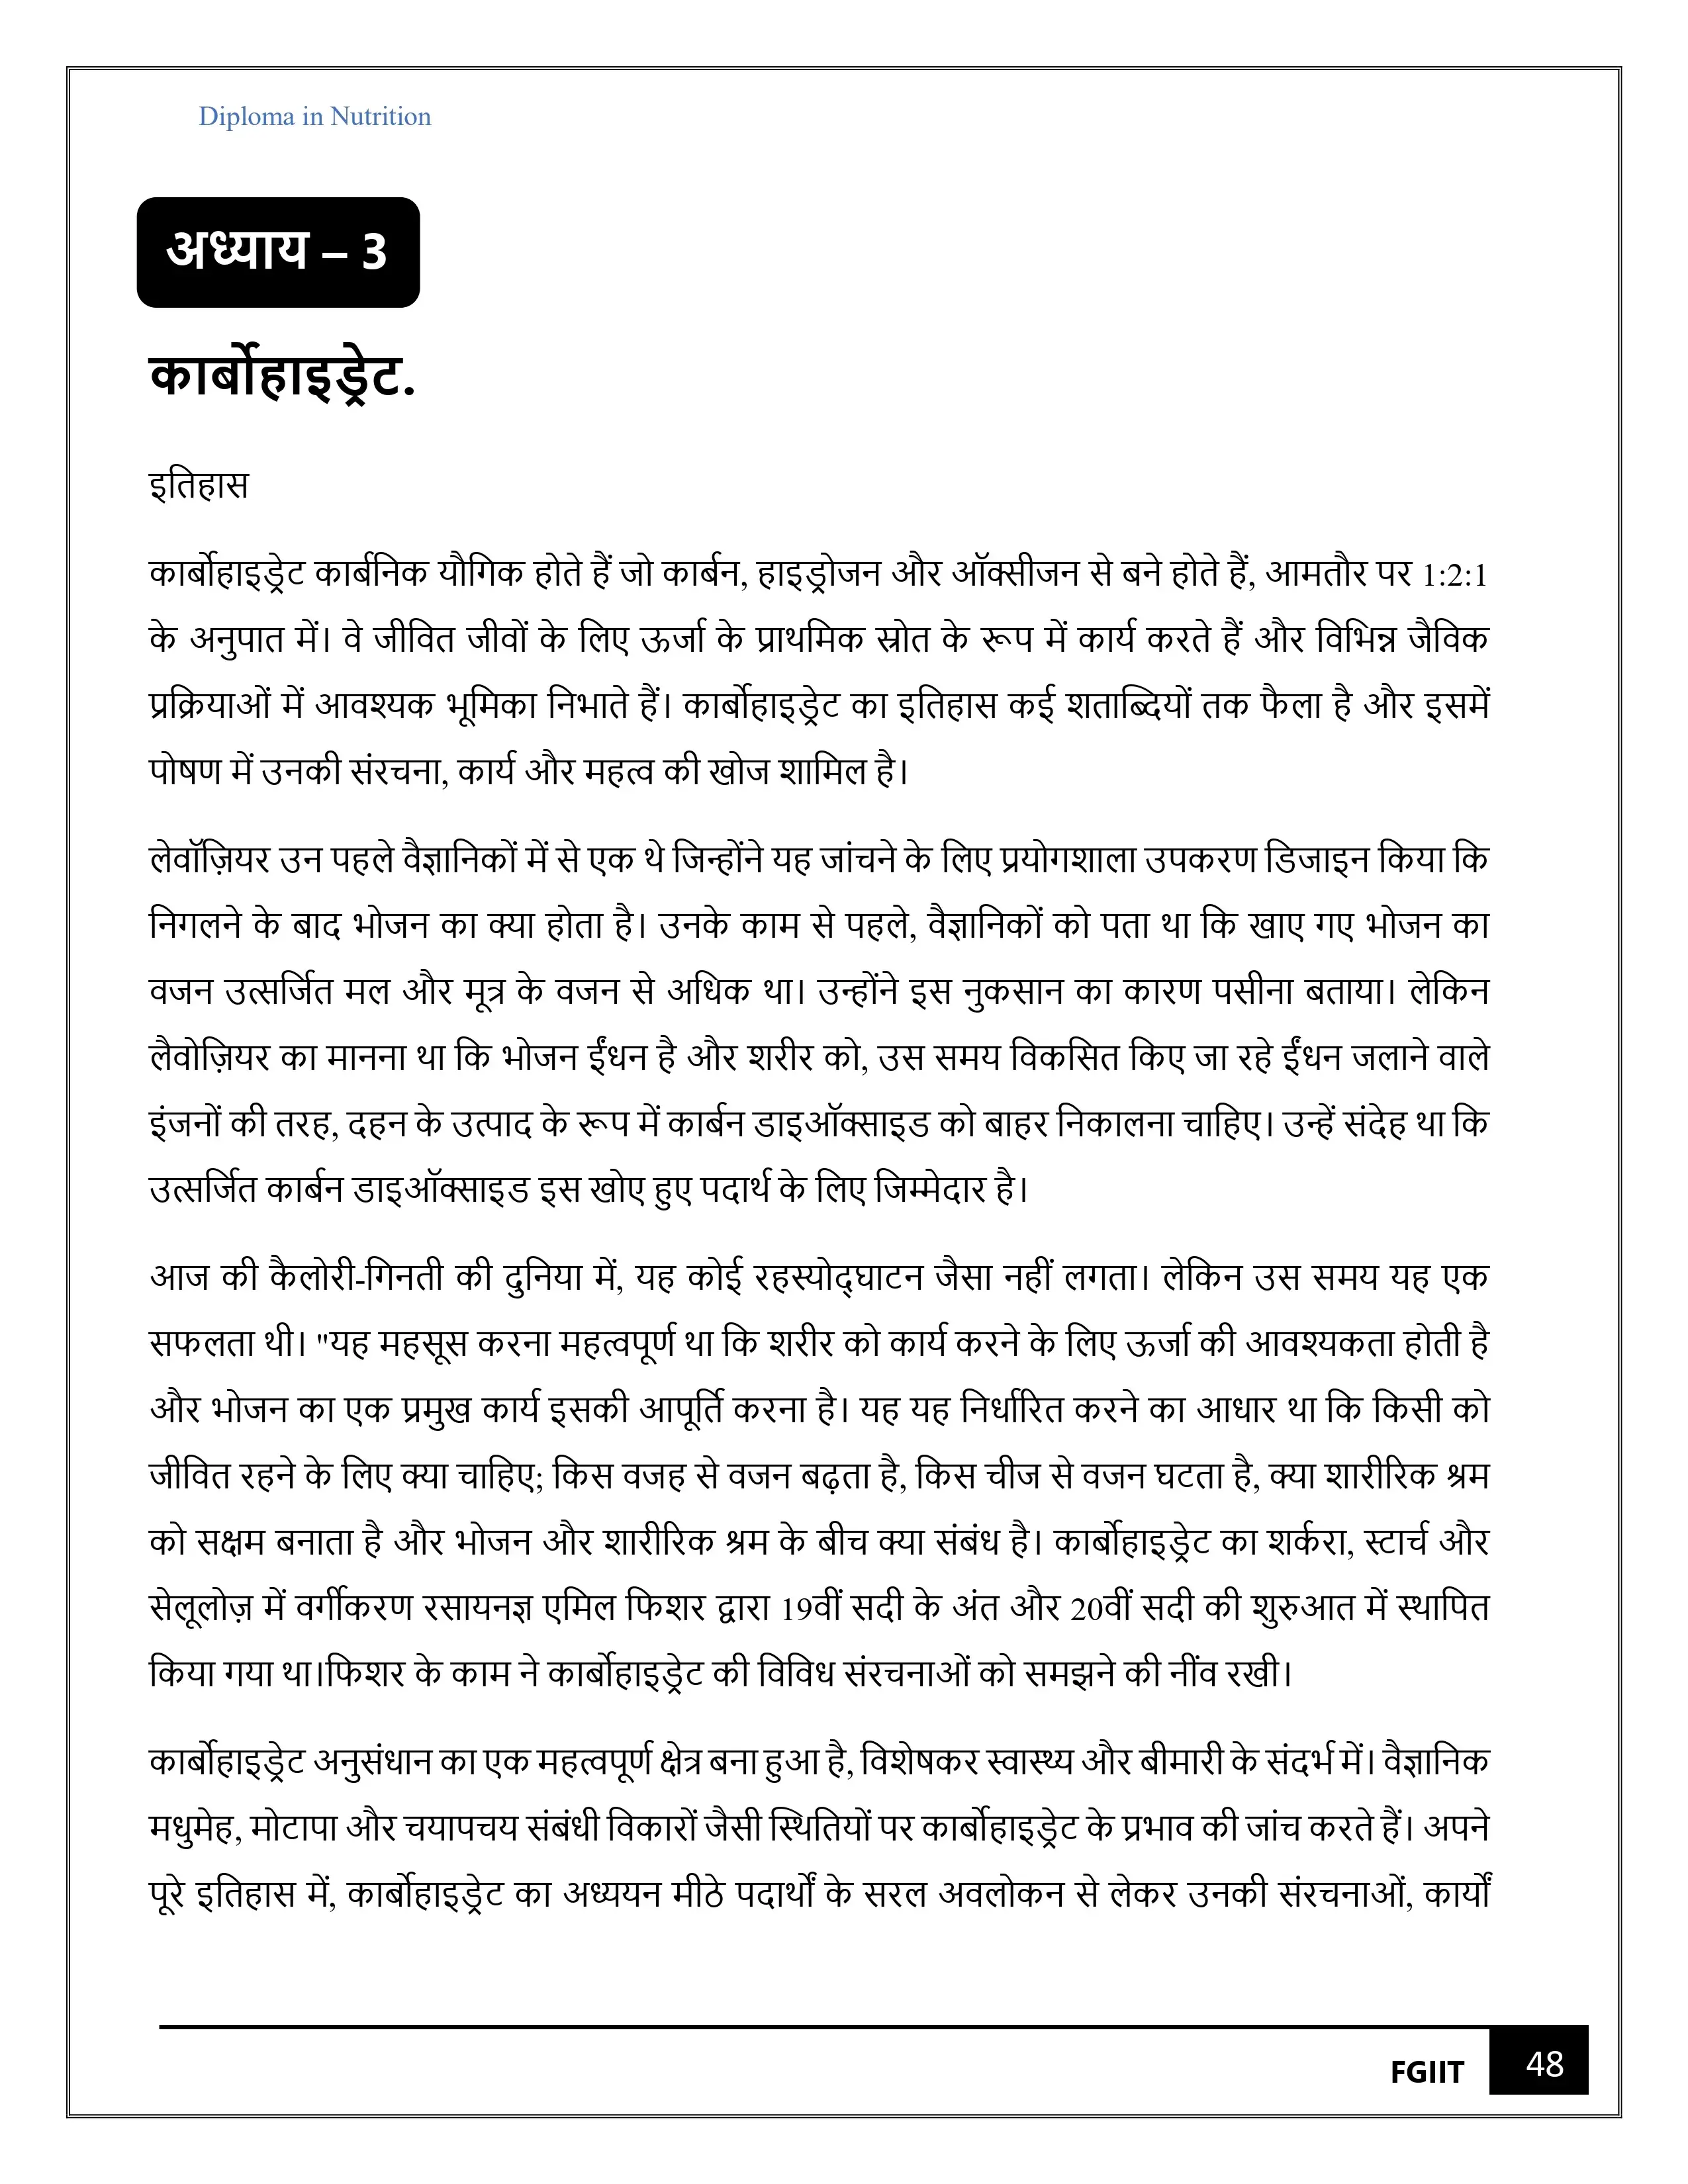 Diploma in Nutrition
अध्याय – 3
कार्बोहाइड्रेट.
इतिहास
कार्बोहाइड्रेट कार्बनिक यौगिक होते हैं जो कार्बन, हाइड्रोजन और ऑक्सीजन से बने होते हैं, आमतौर पर 1:2:1
के अनुपात में। वे जीवित जीवों के लिए ऊर्जा के प्राथमिक स्रोत के रूप में कार्य करते हैं और विभिन्न जैविक
प्रक्रियाओं में आवश्यक भूमिका निभाते हैं। कार्बोहाइड्रेट का इतिहास कई शताब्दियों तक फैला है और इसमें
पोषण में उनकी संरचना, कार्य और महत्व की खोज शामिल है।
लेवॉज़ियर उन पहले वैज्ञानिकों में से एक थे जिन्होंने यह जांचने के लिए प्रयोगशाला उपकरण डिजाइन किया कि
निगलने के बाद भोजन का क्या होता है। उनके काम से पहले, वैज्ञानिकों को पता था कि खाए गए भोजन का
वजन उत्सर्जित मल और मूत्र के वजन से अधिक था। उन्होंने इस नुकसान का कारण पसीना बताया। लेकिन
लैवोज़ियर का मानना था कि भोजन ईंधन है और शरीर को, उस समय विकसित किए जा रहे ईंधन जलाने वाले
इंजनों की तरह, दहन के उत्पाद के रूप में कार्बन डाइऑक्साइड को बाहर निकालना चाहिए। उन्हें संदेह था कि
उत्सर्जित कार्बन डाइऑक्साइड इस खोए हुए पदार्थ के लिए जिम्मेदार है।
आज की कैलोरी-गिनती की दुनिया में, यह कोई रहस्योद्घाटन जैसा नहीं लगता। लेकिन उस समय यह एक
सफलता थी। "यह महसूस करना महत्वपूर्ण था कि शरीर को कार्य करने के लिए ऊर्जा की आवश्यकता होती है
और भोजन का एक प्रमुख कार्य इसकी आपूर्ति करना है। यह यह निर्धारित करने का आधार था कि किसी को
जीवित रहने के लिए क्या चाहिए; किस वजह से वजन बढ़ता है, किस चीज से वजन घटता है, क्या शारीरिक श्रम
को सक्षम बनाता है और भोजन और शारीरिक श्रम के बीच क्या संबंध है। कार्बोहाइड्रेट का शर्करा, स्टार्च और
सेलूलोज़ में वर्गीकरण रसायनज्ञ एमिल फिशर द्वारा 19वीं सदी के अंत और 20वीं सदी की शुरुआत में स्थापित
किया गया था।फिशर के काम ने कार्बोहाइड्रेट की विविध संरचनाओं को समझने की नींव रखी।
कार्बोहाइड्रेट अनुसंधान का एक महत्वपूर्ण क्षेत्र बना हुआ है, विशेषकर स्वास्थ्य और बीमारी के संदर्भ में। वैज्ञानिक
मधुमेह, मोटापा और चयापचय संबंधी विकारों जैसी स्थितियों पर कार्बोहाइड्रेट के प्रभाव की जांच करते हैं। अपने
पूरे इतिहास में, कार्बोहाइड्रेट का अध्ययन मीठे पदार्थों के सरल अवलोकन से लेकर उनकी संरचनाओं, कार्यों
FGIIT 48